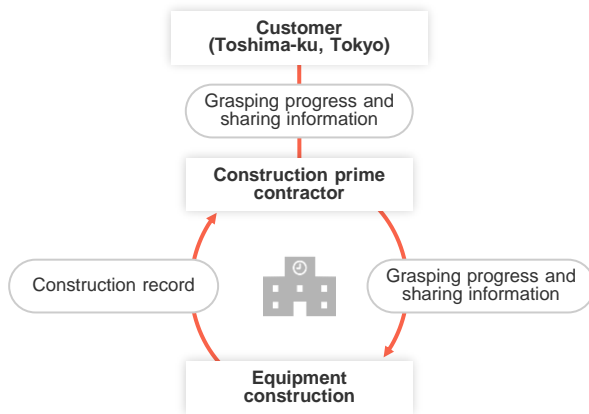 Customer
(Toshima-ku, Tokyo)
Grasping progress and
sharing information
Construction prime
contractor
Construction record
Grasping progress and
sharing information
Equipment
construction